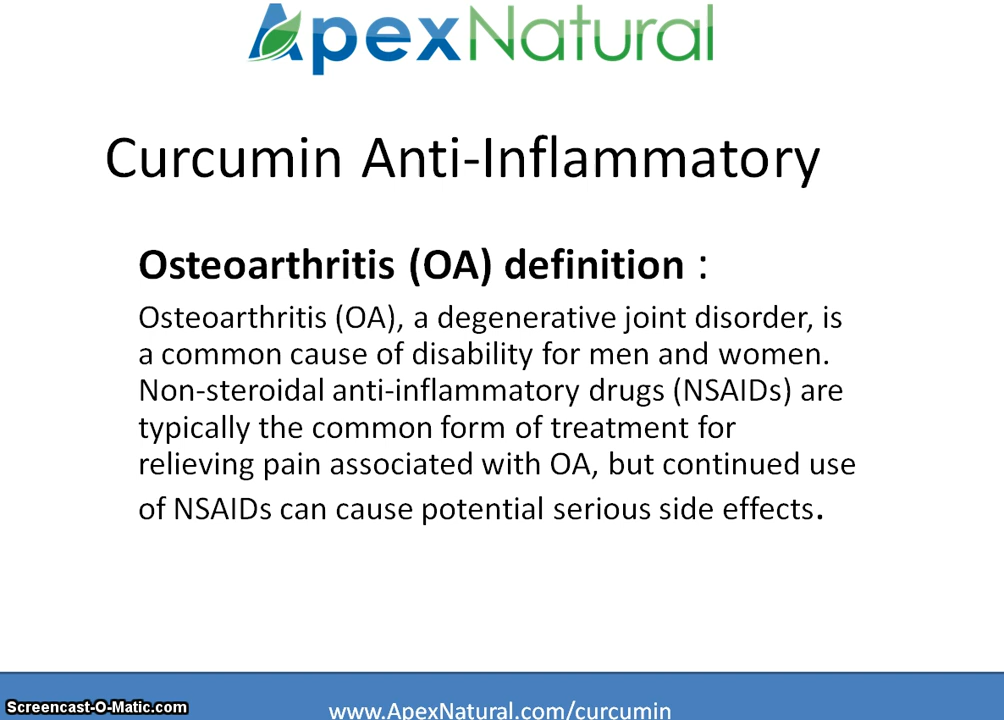 ApexNatural
Curcumin Anti-Inflammatory
Osteoarthritis (OA) definition :
Osteoarthritis (OA), a degenerative joint disorder, is
a common cause of disability for men and women.
Non-steroidal anti-inflammatory drugs (NSAIDs) are
typically the common form of treatment for
relieving pain associated with OA, but continued use
of NSAIDs can cause potential serious side effects.
Screencast-O-Matic.com
www.ApexNatural.com/curcumin